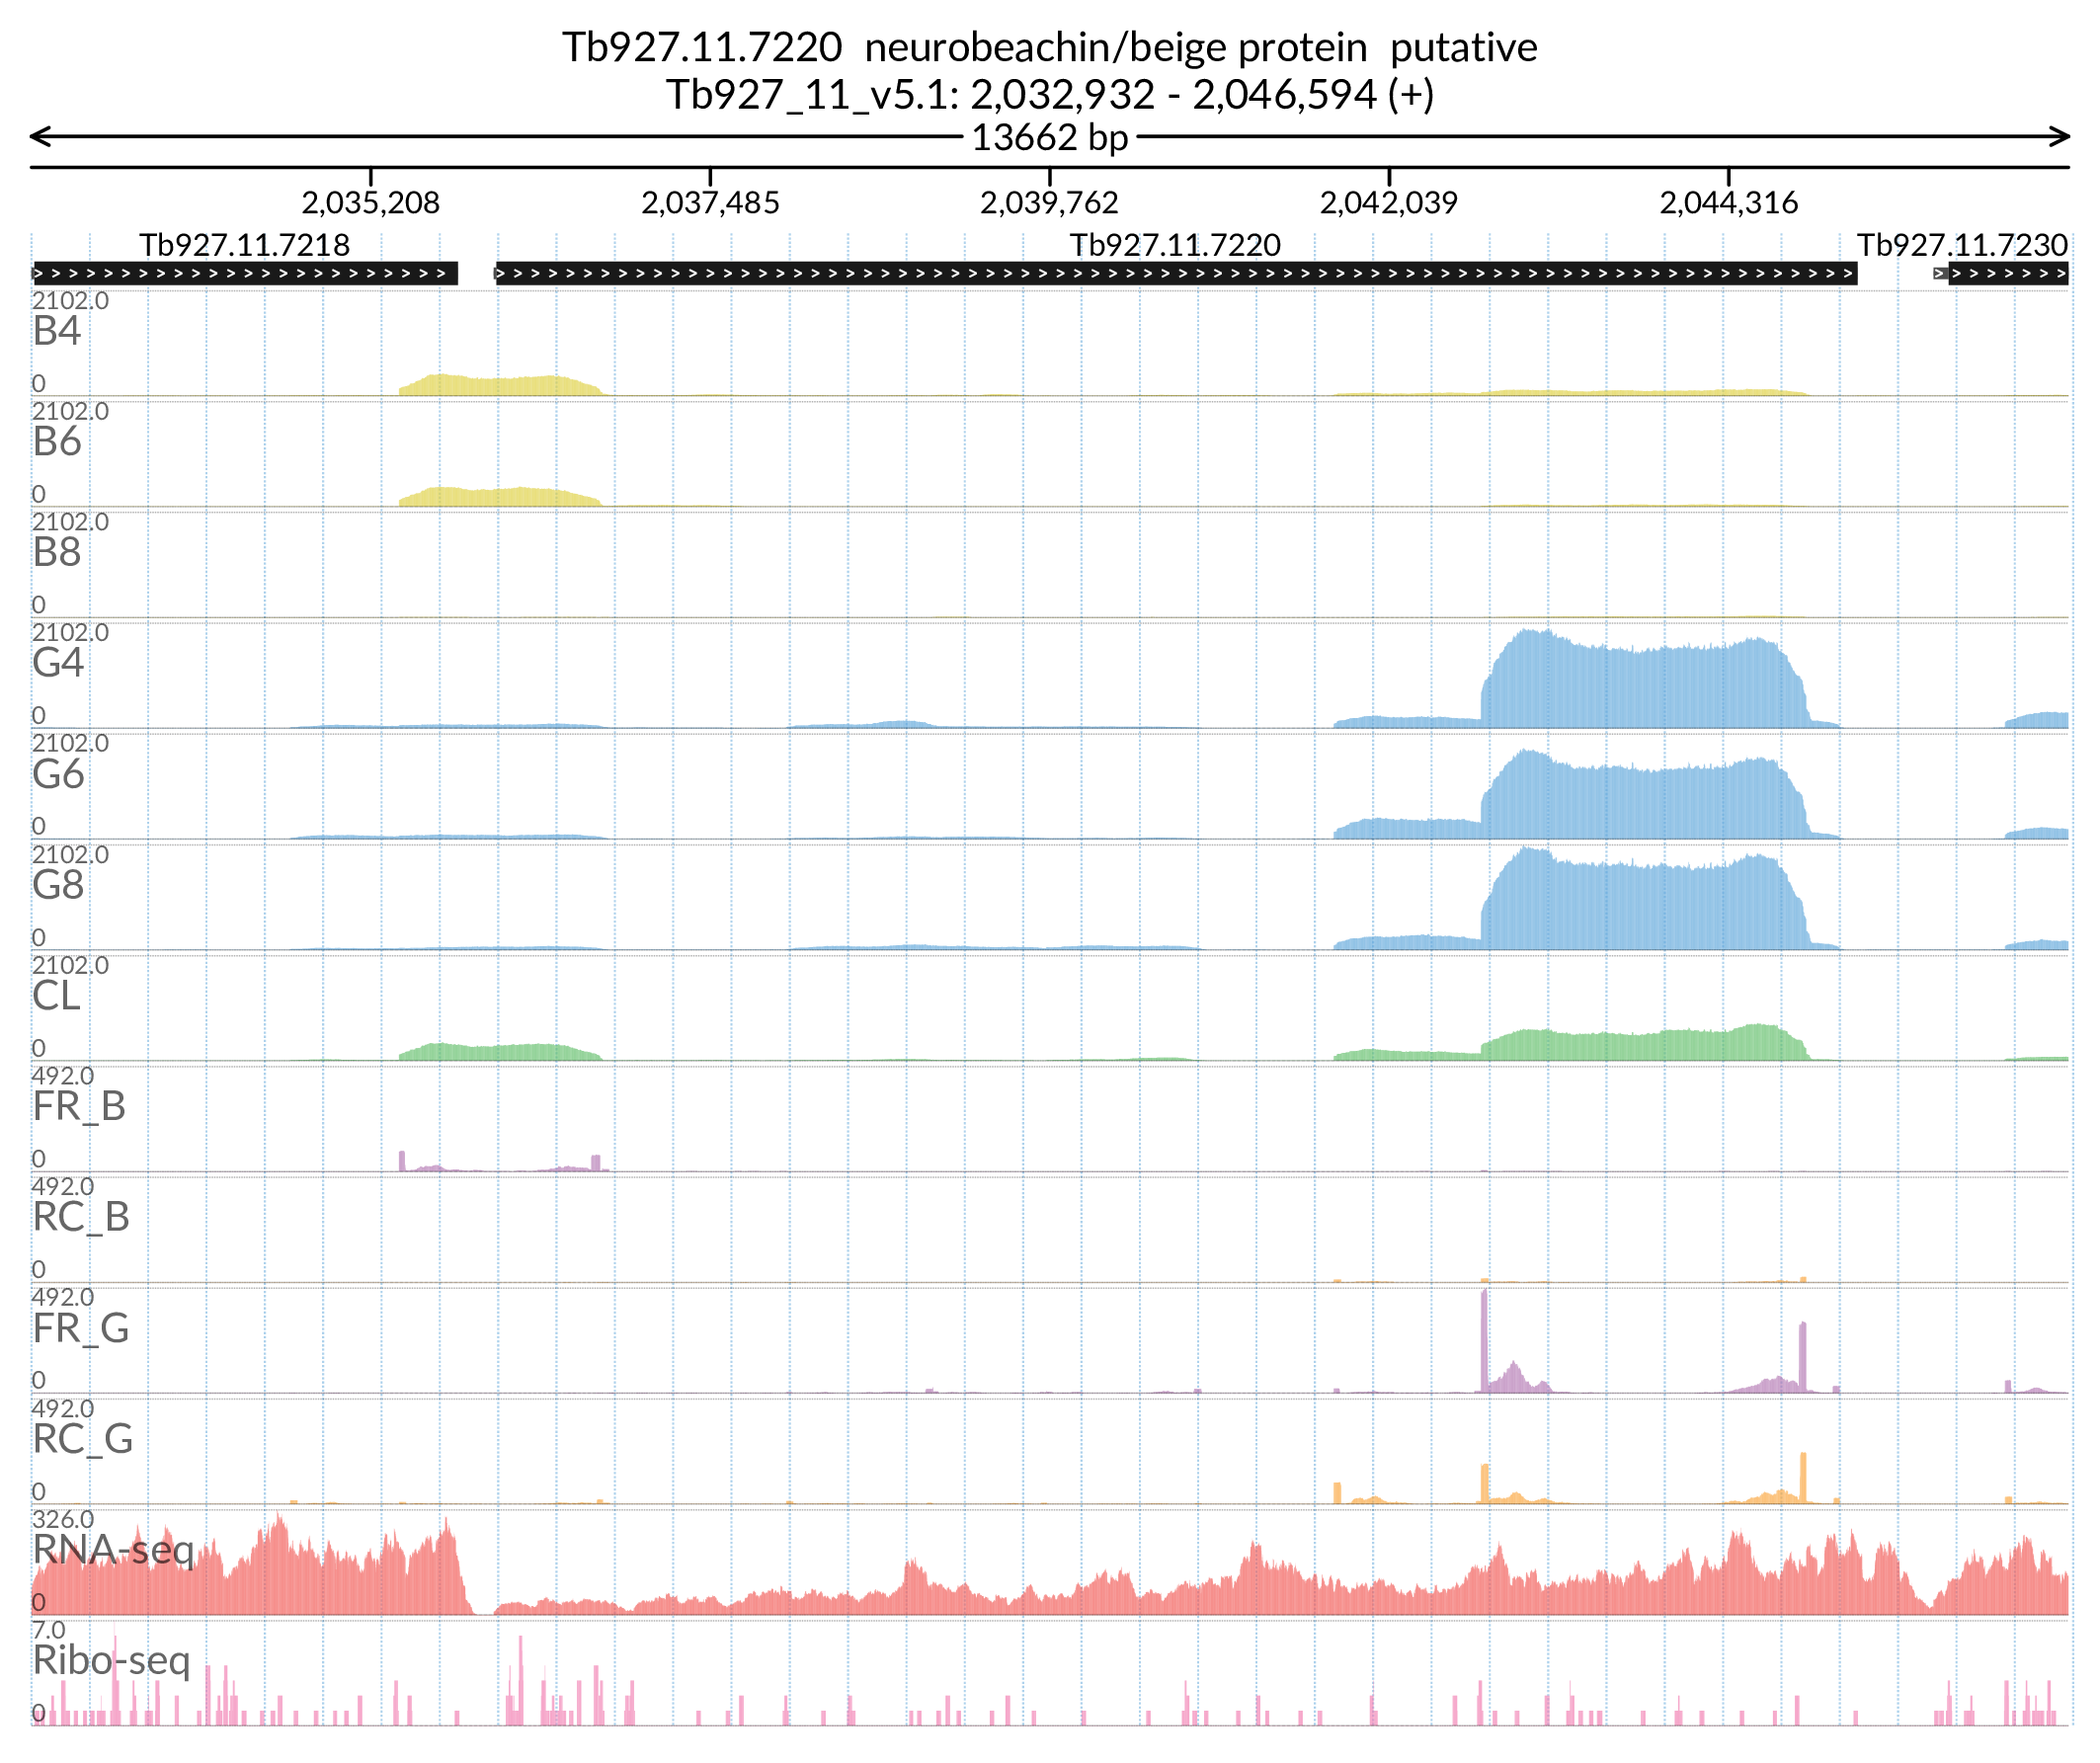 Tb927.11.7220 neurobeachin/beige protein putative
Tb927_11_v5.1: 2,032,932 - 2,046,594 (+)
13662 bp
2,035,208 2,037,485 2,039,762 2,042,039 2,044,316
Tb927.11.7218 Tb927.11.7220 Tb927.11.7230
2102.0
B4
0
2102.0
B6
0
2102.0
B8
0
2102.0
G4
0
2102.0
G6
0
2102.0
G8
0
2102.0
CL
0
492.0
FR_B
0
492.0
RC_B
0
492.0
FR_G
0
492.0
RC_G
0
326.0
RNA-seq
0
7.0
Ribo-seq
0